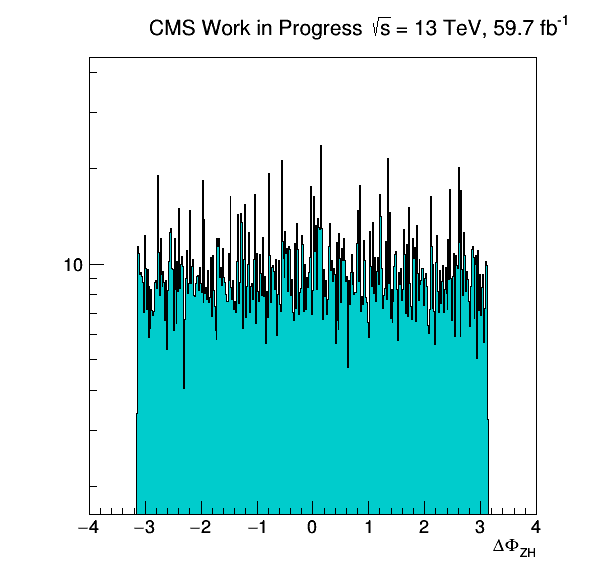 CMS Work in Progress √s = 13 TeV, 59.7 fb⁻¹
10
−4 −3 −2 −1 0 1 2 3 4
ΔΦ_ZH